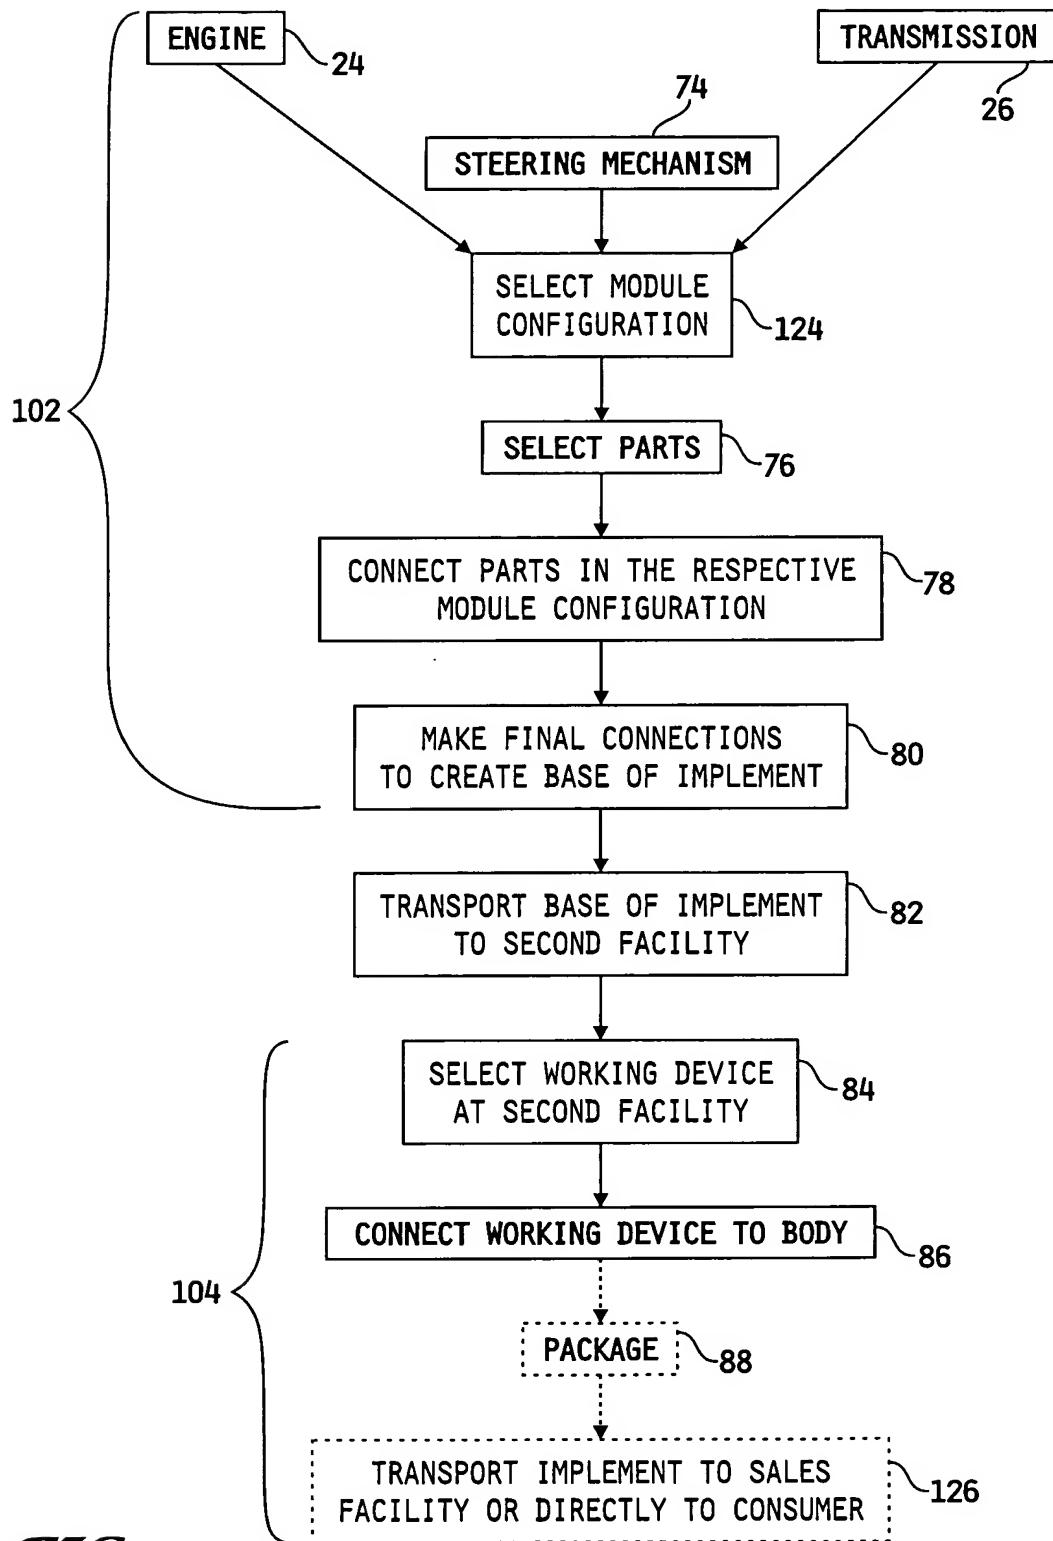 ENGINE
24
TRANSMISSION
26
74
STEERING MECHANISM
SELECT MODULE
CONFIGURATION
124
102
SELECT PARTS
76
CONNECT PARTS IN THE RESPECTIVE
MODULE CONFIGURATION
78
MAKE FINAL CONNECTIONS
TO CREATE BASE OF IMPLEMENT
80
TRANSPORT BASE OF IMPLEMENT
TO SECOND FACILITY
82
SELECT WORKING DEVICE
AT SECOND FACILITY
84
CONNECT WORKING DEVICE TO BODY
86
104
PACKAGE
88
TRANSPORT IMPLEMENT TO SALES
FACILITY OR DIRECTLY TO CONSUMER
126